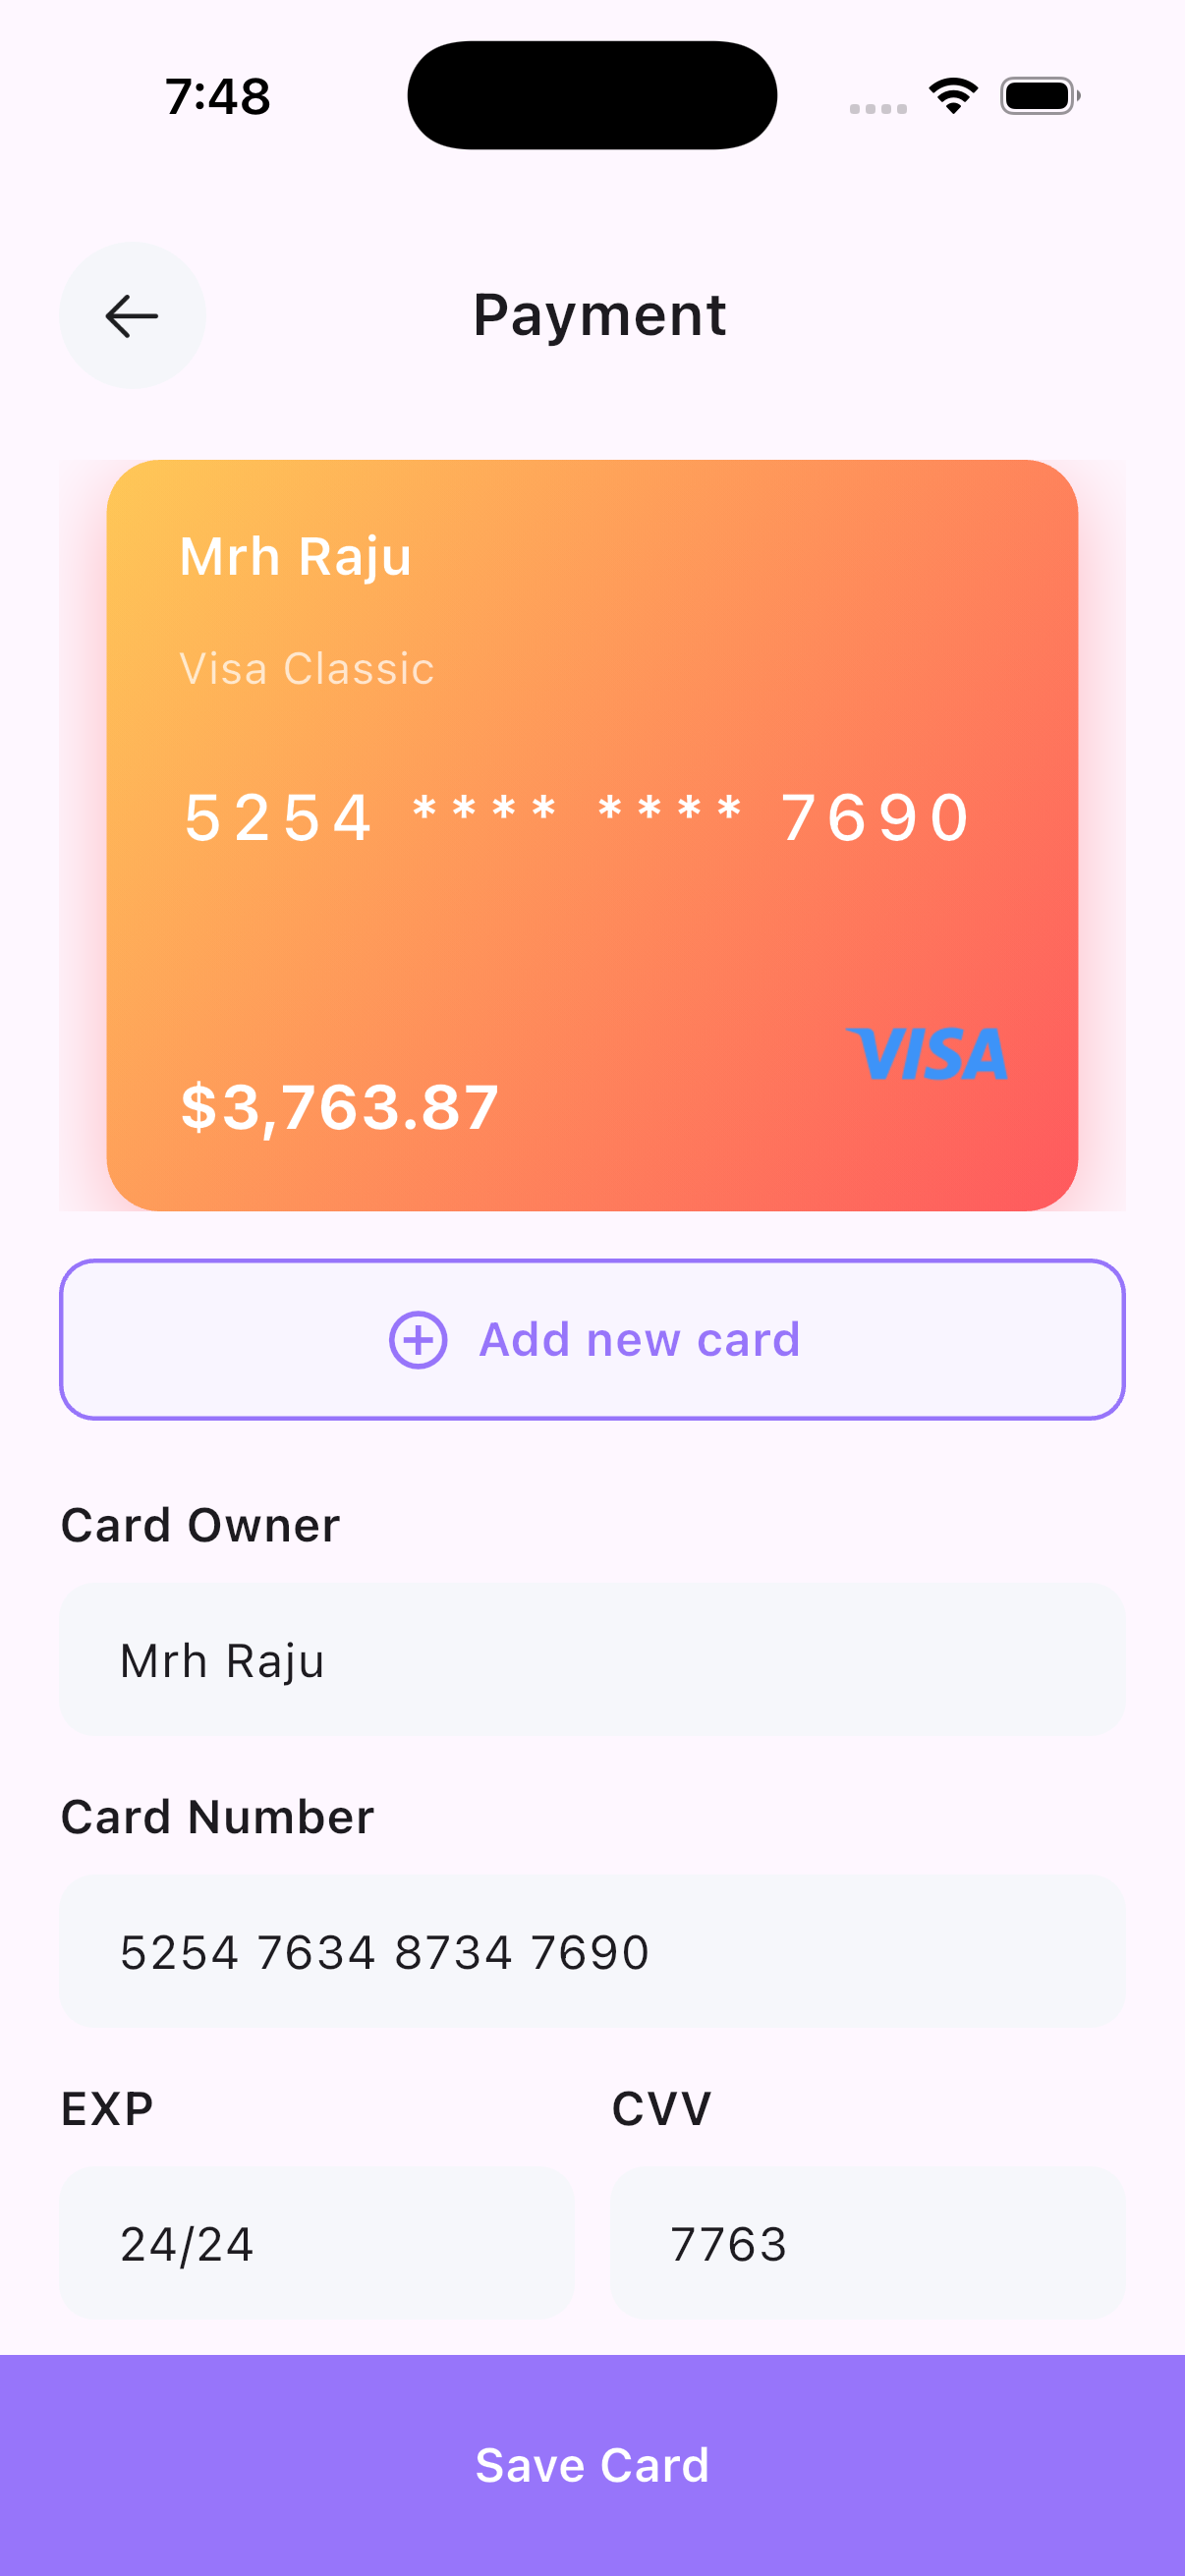 7:48
Payment
Mrh Raju
Visa Classic
5254 **** **** 7690
VISA
$3,763.87
Add new card
Card Owner
Mrh Raju
Card Number
5254 7634 8734 7690
EXP CVV
24/24 7763
Save Card